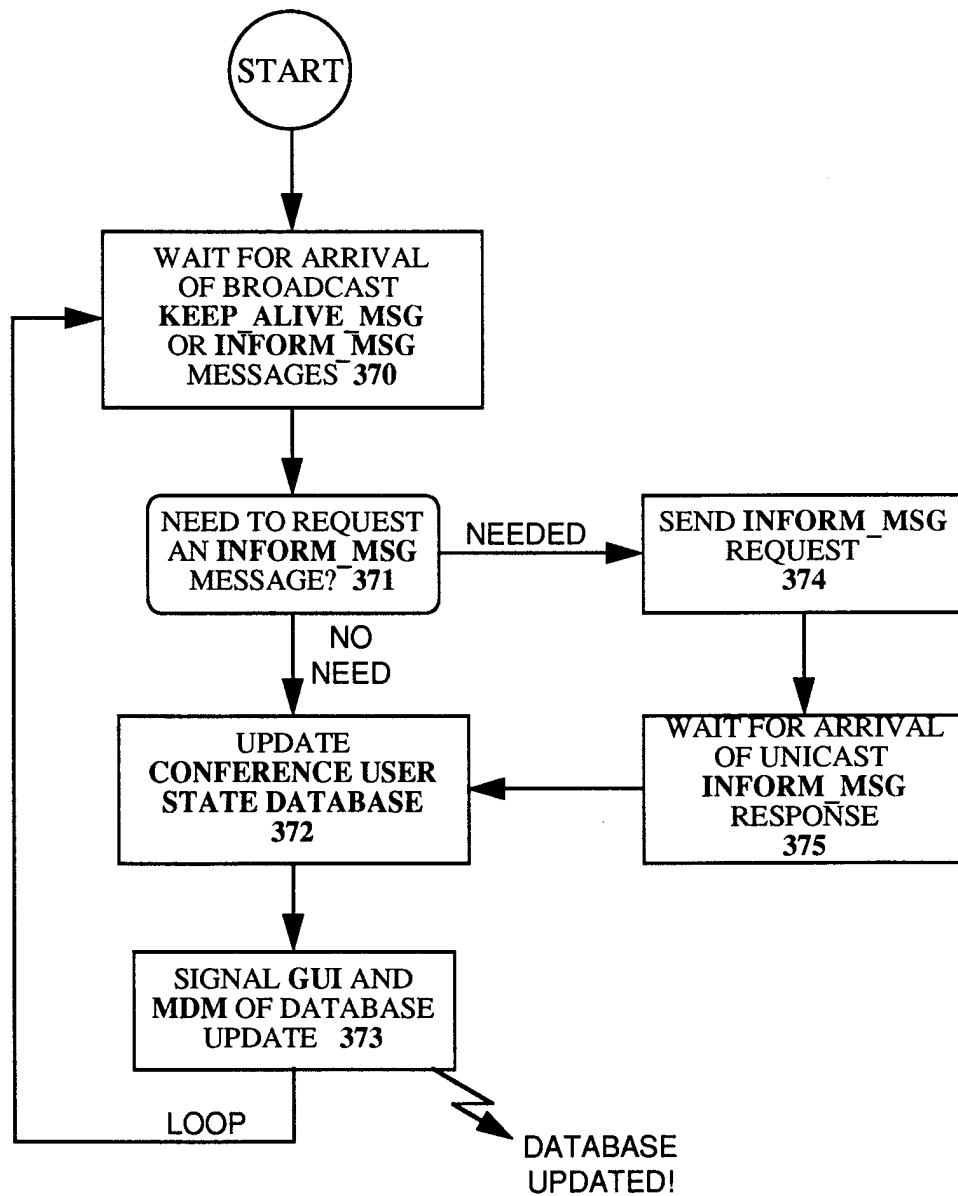 START
WAIT FOR ARRIVAL
OF BROADCAST
KEEP_ALIVE_MSG
OR INFORM_MSG
MESSAGES 370
NEED TO REQUEST
AN INFORM_MSG
MESSAGE? 371
NEEDED
SEND INFORM_MSG
REQUEST
374
NO
NEED
WAIT FOR ARRIVAL
OF UNICAST
INFORM_MSG
RESPONSE
375
UPDATE
CONFERENCE USER
STATE DATABASE
372
SIGNAL GUI AND
MDM OF DATABASE
UPDATE 373
LOOP
DATABASE
UPDATED!